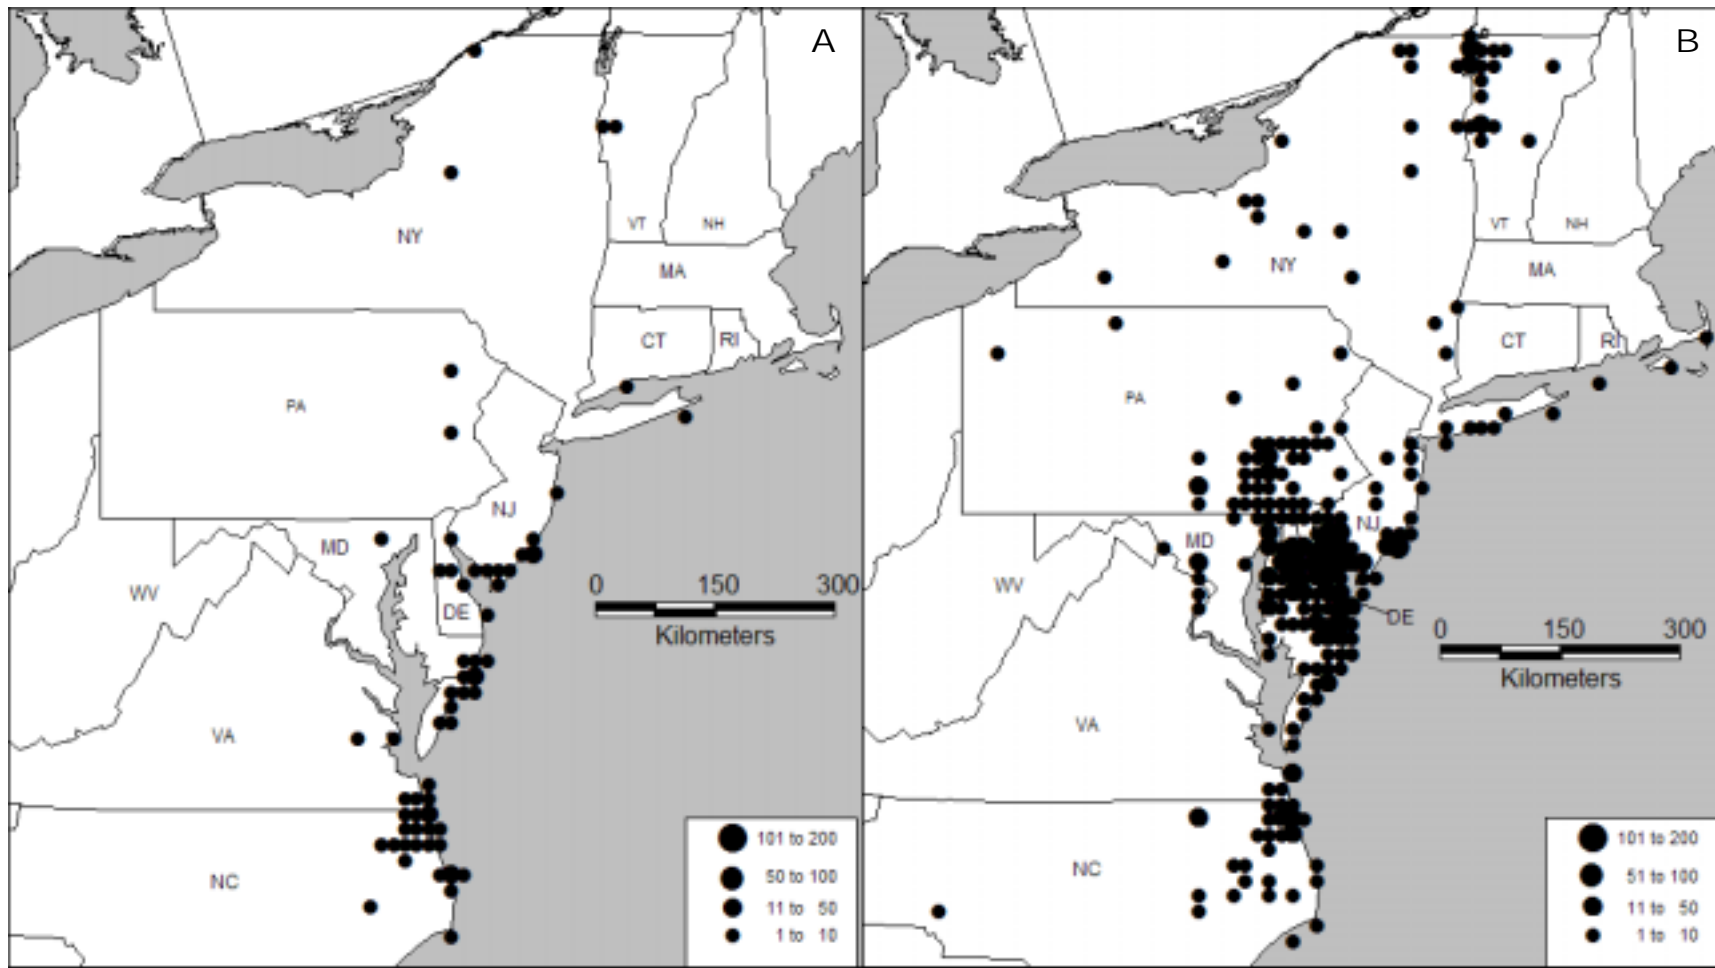 A
VT
NH
NY
MA
CT
RI
PA
NJ
MD
WV
DE
0 150 300
Kilometers
VA
NC
101 to 200
50 to 100
11 to 50
1 to 10
B
VT
NH
NY
MA
CT
RI
PA
NJ
MD
WV
DE
0 150 300
Kilometers
VA
NC
101 to 200
51 to 100
11 to 50
1 to 10